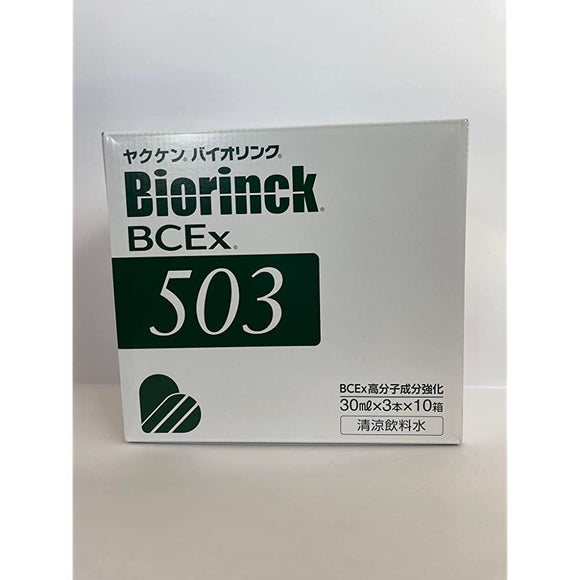 ヤクケン® バイオリンク®
Biorinck®
BCEx®
503
BCEx高分子成分強化
30㎖×3本×10箱
清涼飲料水